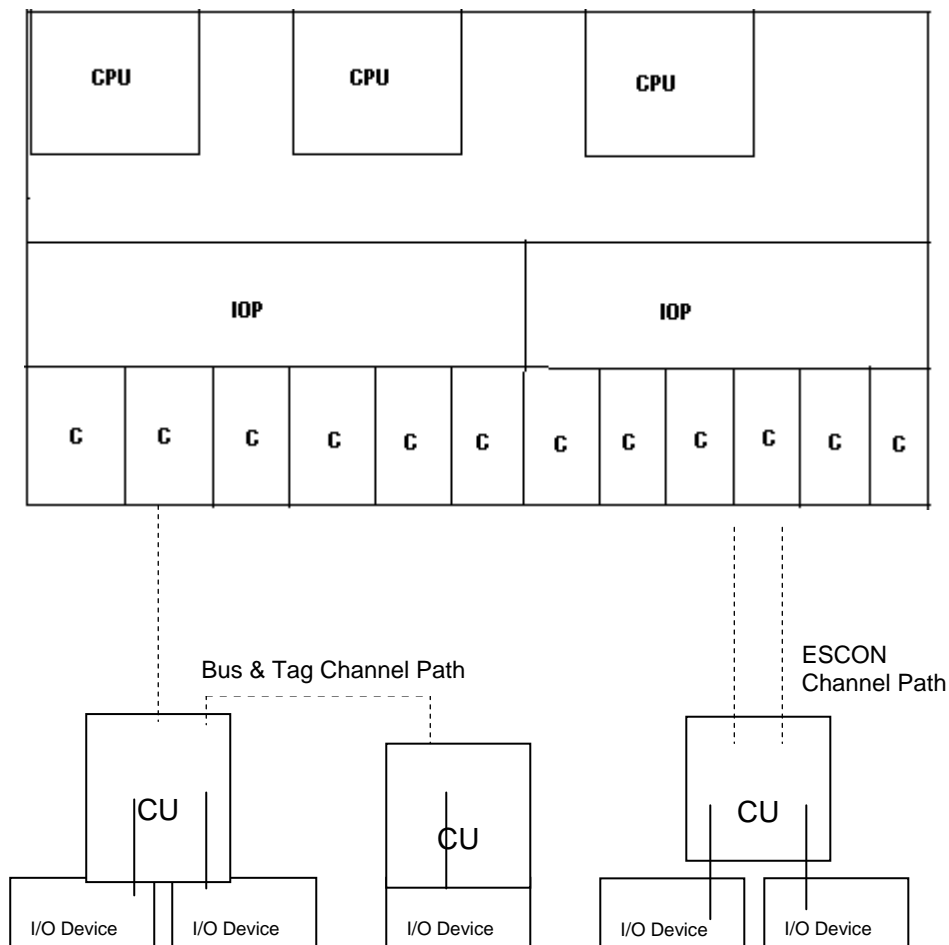 CPU CPU CPU
IOP IOP
C C C C C C C C C C C C
Bus & Tag Channel Path
ESCON
Channel Path
CU CU CU
I/O Device I/O Device I/O Device I/O Device I/O Device